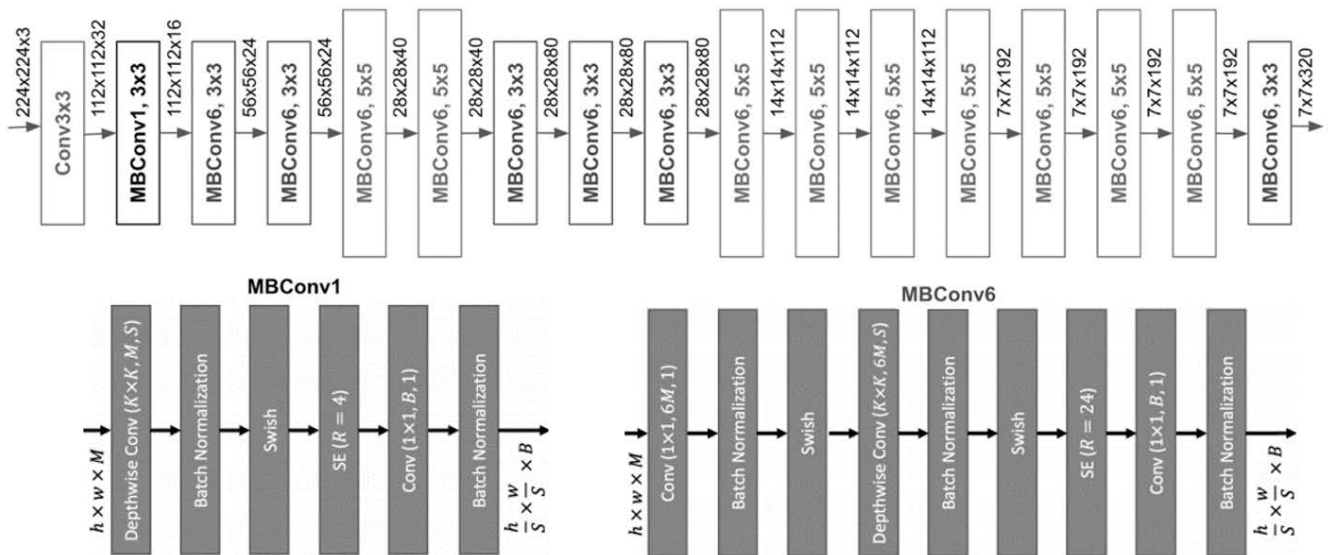 224x224x3
Conv3x3
112x112x32
MBConv1, 3x3
112x112x16
MBConv6, 3x3
56x56x24
MBConv6, 3x3
56x56x24
MBConv6, 5x5
28x28x40
MBConv6, 5x5
28x28x40
MBConv6, 3x3
28x28x80
MBConv6, 3x3
28x28x80
MBConv6, 3x3
28x28x80
MBConv6, 5x5
14x14x112
MBConv6, 5x5
14x14x112
MBConv6, 5x5
14x14x112
MBConv6, 5x5
7x7x192
MBConv6, 5x5
7x7x192
MBConv6, 5x5
7x7x192
MBConv6, 5x5
7x7x192
MBConv6, 3x3
7x7x320
MBConv1
h × w × M
Depthwise Conv (K×K, M, S)
Batch Normalization
Swish
SE (R = 4)
Conv (1×1, B, 1)
Batch Normalization
h/S × w/S × B
MBConv6
h × w × M
Conv (1×1, 6M, 1)
Batch Normalization
Swish
Depthwise Conv (K×K, 6M, S)
Batch Normalization
Swish
SE (R = 24)
Conv (1×1, B, 1)
Batch Normalization
h/S × w/S × B